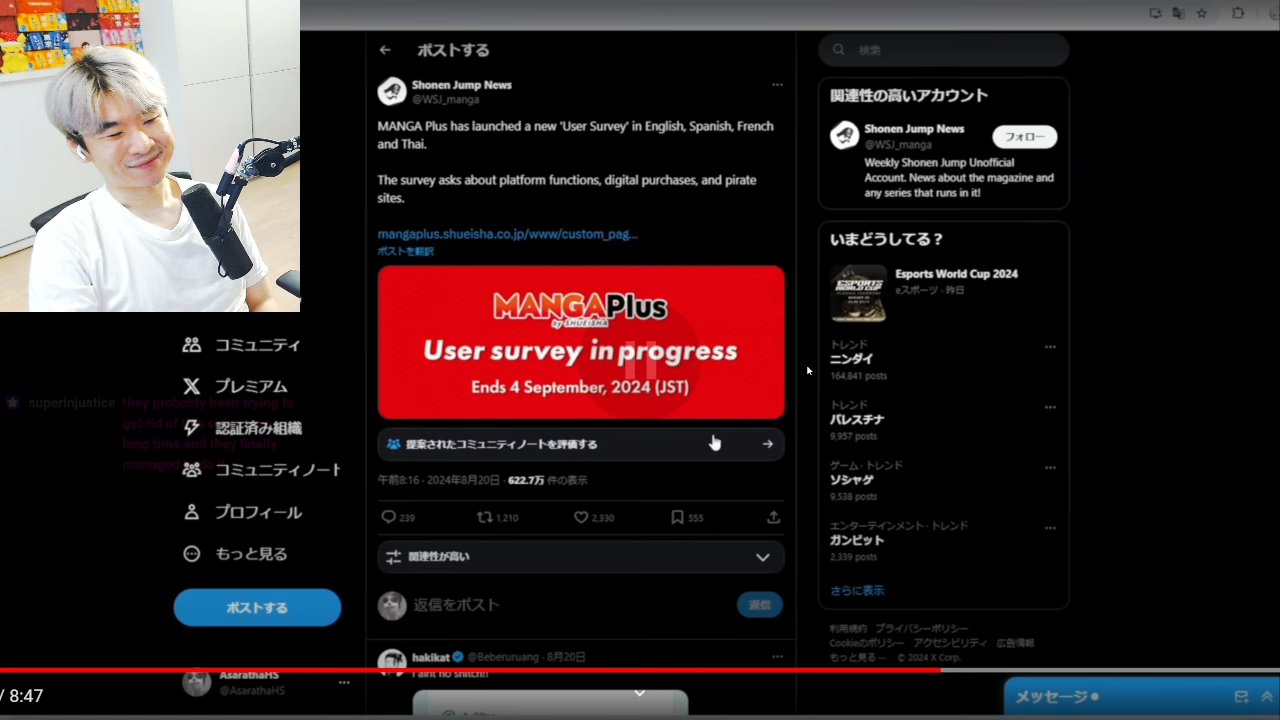 ポストする
検索
Shonen Jump News
@WSJ_manga
MANGA Plus has launched a new 'User Survey' in English, Spanish, French
and Thai.
The survey asks about platform functions, digital purchases, and pirate
sites.
mangaplus.shueisha.co.jp/www/custom_pag...
ポストを翻訳
MANGA Plus
by SHUEISHA
User survey in progress
Ends 4 September, 2024 (JST)
提案されたコミュニティノートを評価する
午前8:16 · 2024年8月20日 · 622.7万 件の表示
239 1,210 2,330 555
関連性が高い
返信をポスト
返信
hakikat @Beberuruang · 8月20日
I aint no snitch!!
関連性の高いアカウント
Shonen Jump News
@WSJ_manga
フォロー
Weekly Shonen Jump Unofficial
Account. News about the magazine and
any series that runs in it!
いまどうしてる？
Esports World Cup 2024
eスポーツ · 昨日
トレンド
ニンダイ
164,841 posts
トレンド
パレスチナ
9,957 posts
ゲーム · トレンド
ソシャゲ
9,538 posts
エンターテインメント · トレンド
ガンビット
2,339 posts
さらに表示
利用規約 プライバシーポリシー
Cookieのポリシー アクセシビリティ 広告情報
もっと見る ··· © 2024 X Corp.
メッセージ
コミュニティ
プレミアム
認証済み組織
コミュニティノート
プロフィール
もっと見る
ポストする
AsarathaHS
@AsarathaHS
superinjustice they probably been trying to
get rid of
long time and they finally
managed
/ 8:47